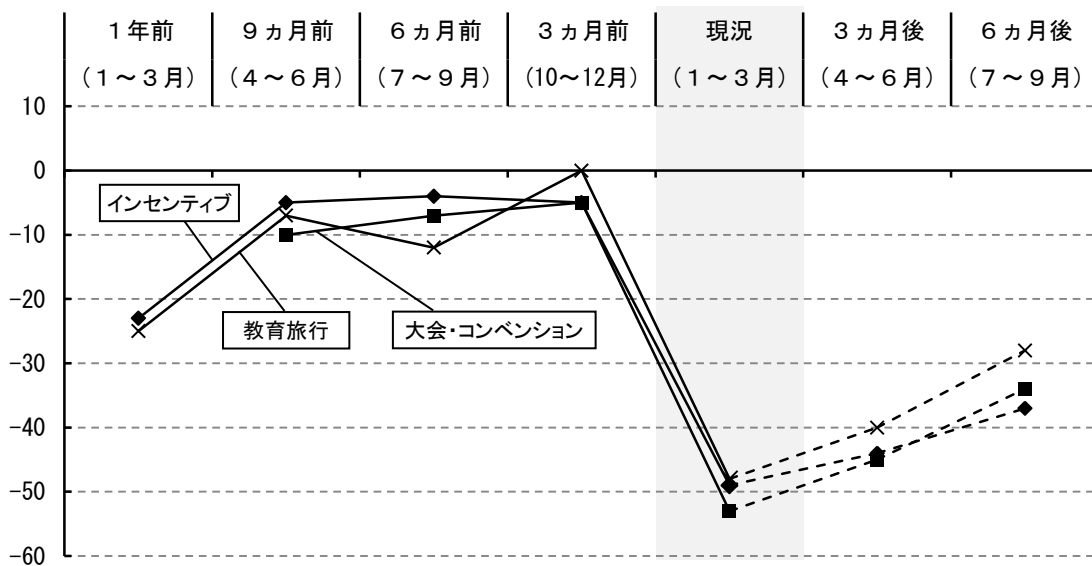 １年前 ９ヵ月前 ６ヵ月前 ３ヵ月前 現況 ３ヵ月後 ６ヵ月後
（１～３月） （４～６月） （７～９月） （10～12月） （１～３月） （４～６月） （７～９月）
10
0
インセンティブ
-10
-20
教育旅行 大会・コンベンション
-30
-40
-50
-60